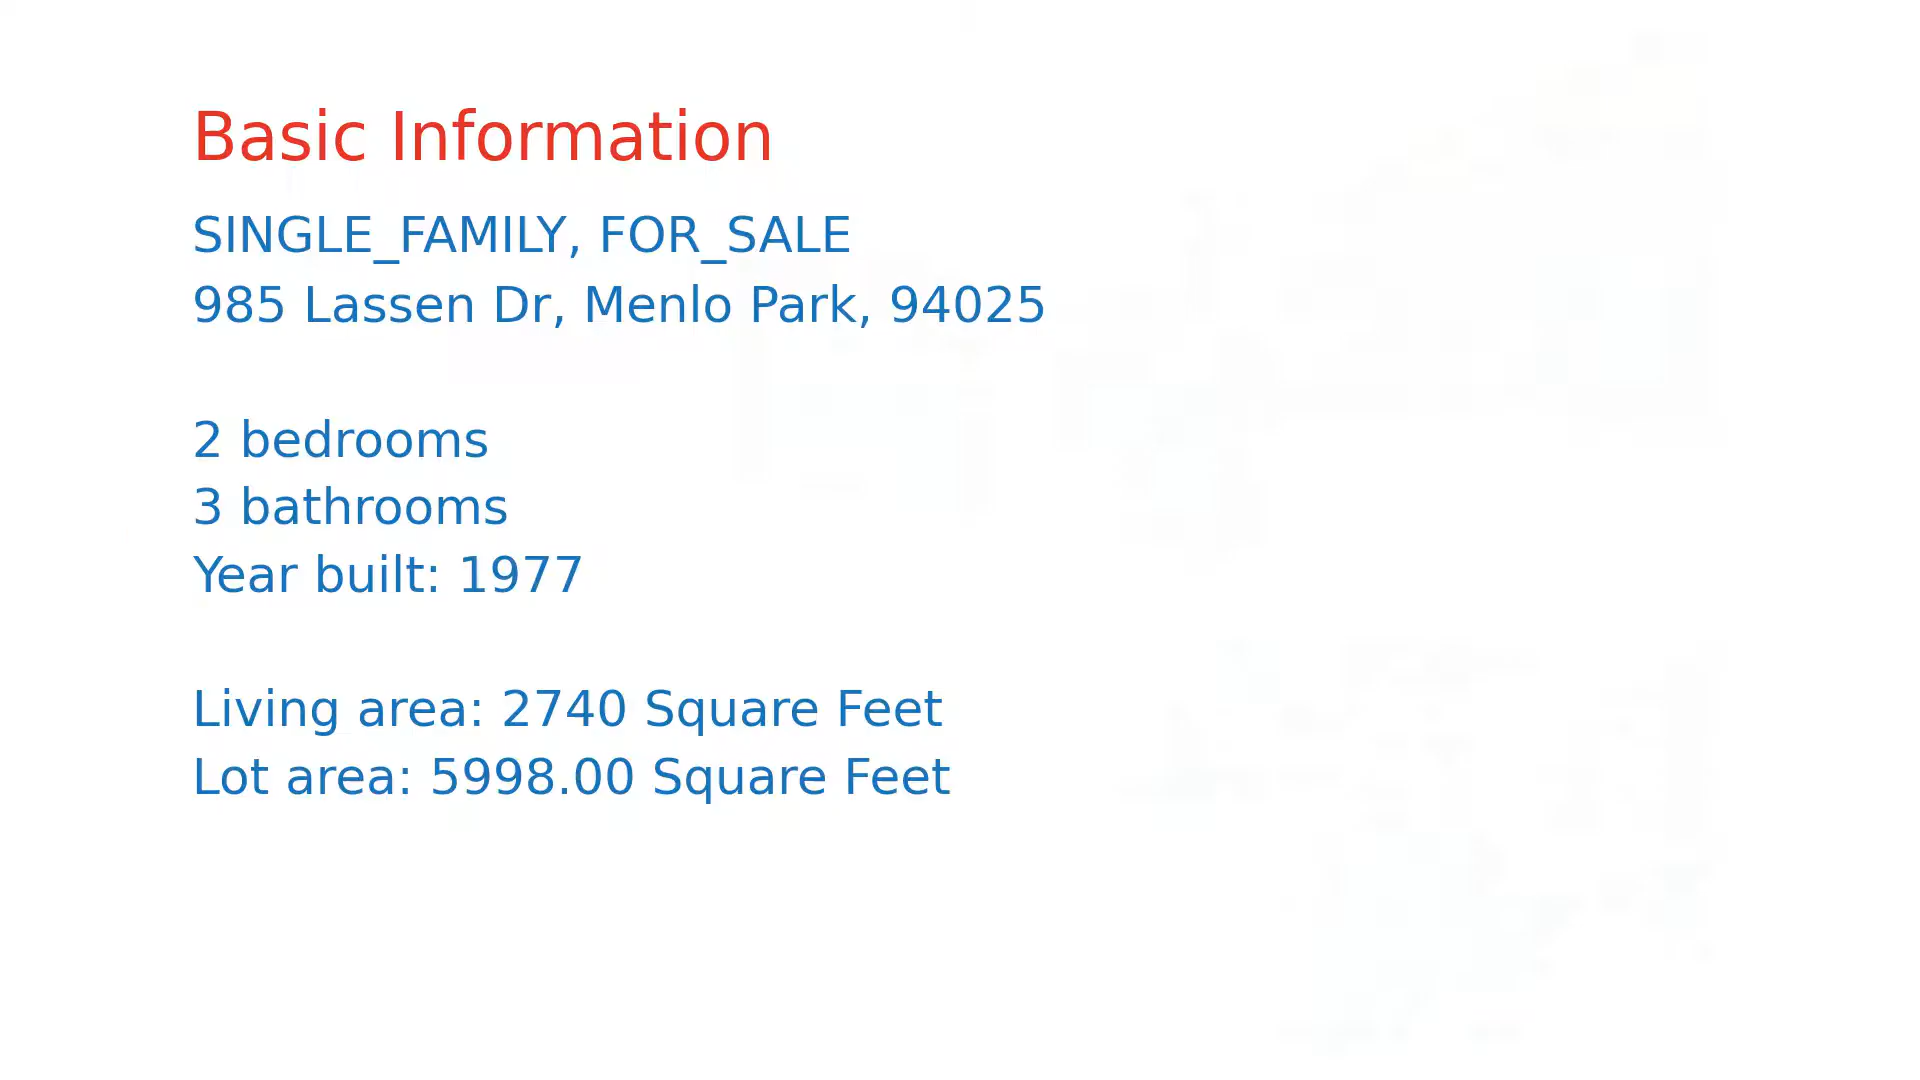 Basic Information
SINGLE_FAMILY, FOR_SALE
985 Lassen Dr, Menlo Park, 94025
2 bedrooms
3 bathrooms
Year built: 1977
Living area: 2740 Square Feet
Lot area: 5998.00 Square Feet